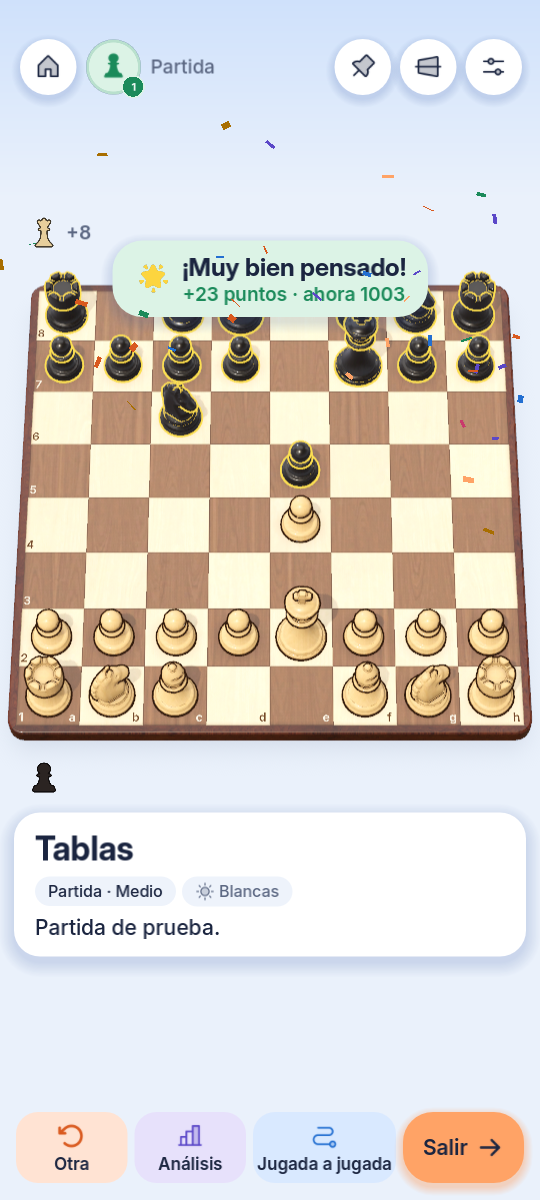 Partida
1
+8
¡Muy bien pensado!
+23 puntos · ahora 1003
8
7
6
5
4
3
2
1 a b c d e f g h
Tablas
Partida · Medio
Blancas
Partida de prueba.
Otra
Análisis
Jugada a jugada
Salir